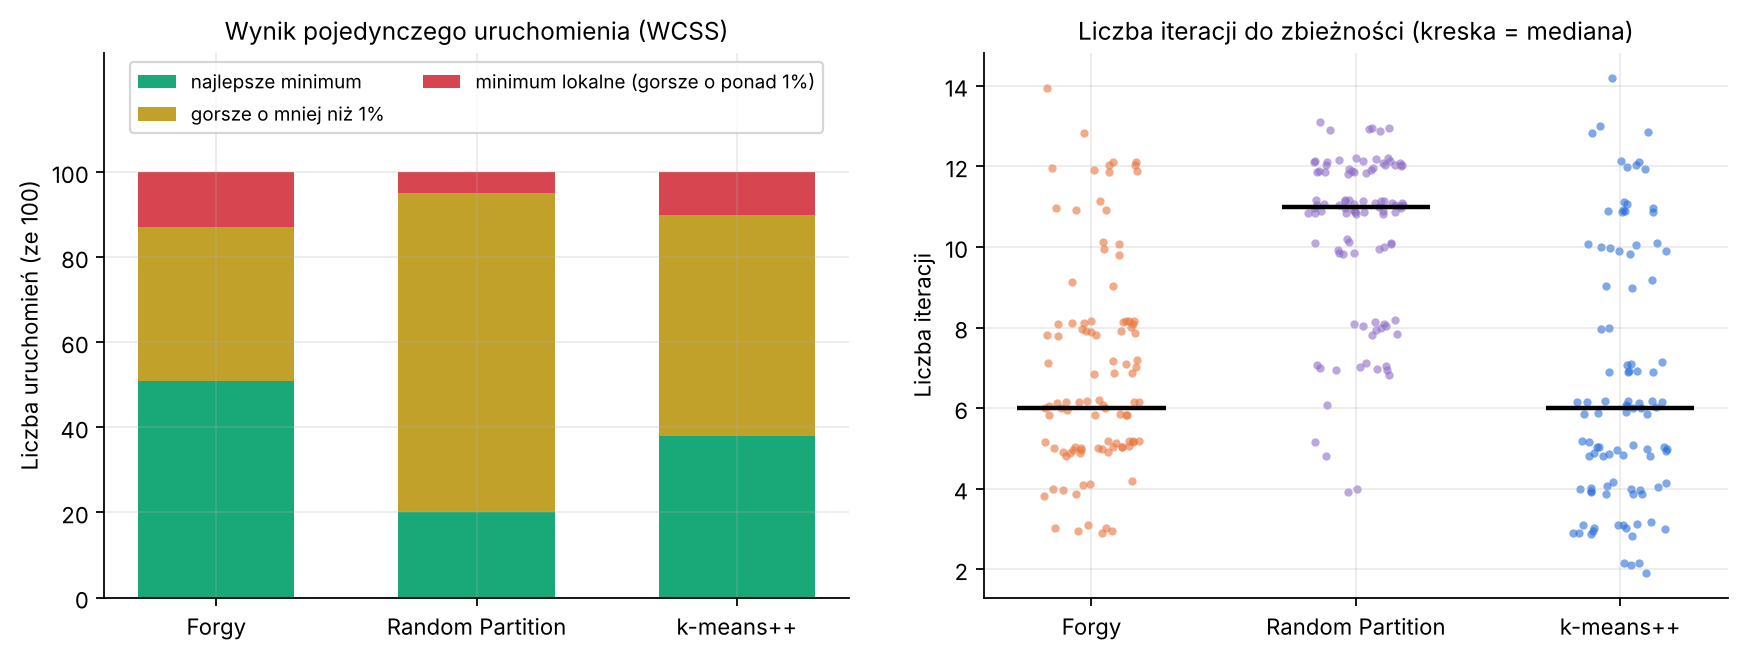 Wynik pojedynczego uruchomienia (WCSS)
najlepsze minimum
minimum lokalne (gorsze o ponad 1%)
gorsze o mniej niż 1%
Liczba uruchomień (ze 100)
100
80
60
40
20
0
Forgy
Random Partition
k-means++
Liczba iteracji do zbieżności (kreska = mediana)
Liczba iteracji
14
12
10
8
6
4
2
Forgy
Random Partition
k-means++